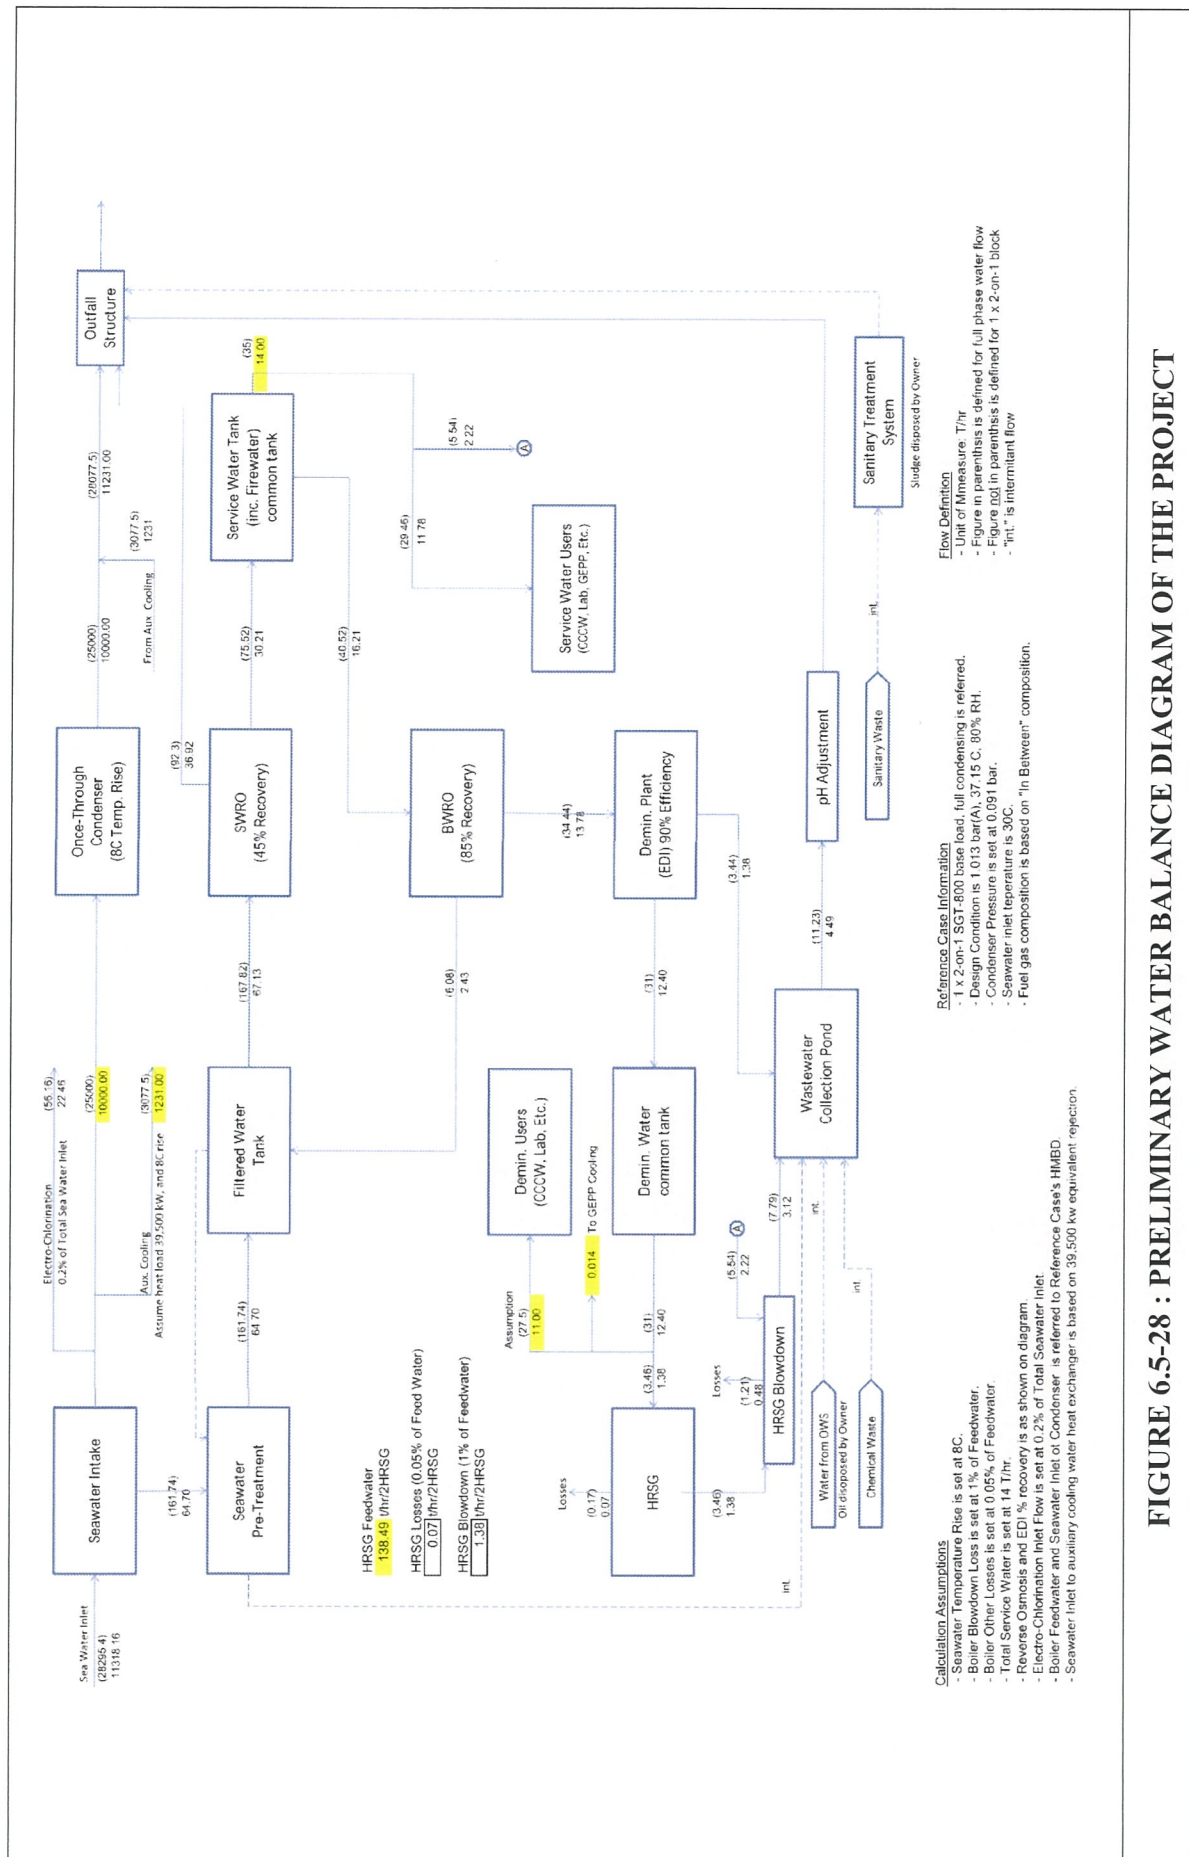 Sea Water Inlet
(28295.4)
11318.16
Seawater Intake
Electro-Chlorination
0.2% of Total Sea Water Inlet
(56.16)
22.46
(25000)
10000.00
Aux. Cooling
Assume heat load 39,500 kW, and 8C rise
(3077.5)
1231.00
Once-Through
Condenser
(8C Temp. Rise)
(25000)
10000.00
From Aux. Cooling
(3077.5)
1231
(28077.5)
11231.00
Outfall
Structure
(161.74)
64.70
Seawater
Pre-Treatment
(161.74)
64.70
Filtered Water
Tank
(167.82)
67.13
SWRO
(45% Recovery)
(92.3)
36.92
(75.52)
30.21
Service Water Tank
(inc. Firewater)
common tank
(35)
14.00
(40.52)
16.21
(5.54)
2.22
A
(29.46)
11.78
Service Water Users
(CCCW, Lab, GEPP, Etc.)
(6.08)
2.43
BWRO
(85% Recovery)
(34.44)
13.78
Demin. Plant
(EDI) 90% Efficiency
(31)
12.40
(3.44)
1.38
Demin. Water
common tank
Demin. Users
(CCCW, Lab, Etc.)
Assumption
(27.5)
11.00
0.014 To GEPP Cooling
(31)
12.40
(3.46)
1.38
HRSG Feedwater
138.49 t/hr/2HRSG
HRSG Losses (0.05% of Feed Water)
0.07 t/hr/2HRSG
HRSG Blowdown (1% of Feedwater)
1.38 t/hr/2HRSG
HRSG
Losses
(0.17)
0.07
(3.46)
1.38
HRSG Blowdown
Losses
(1.21)
0.48
(5.54)
2.22
A
(7.79)
3.12
Wastewater
Collection Pond
(11.23)
4.49
pH Adjustment
int.
Water from OWS
Oil disoposed by Owner
int.
Chemical Waste
int.
Sanitary Waste
int.
Sanitary Treatment
System
Sludge disposed by Owner
Calculation Assumptions
- Seawater Temperature Rise is set at 8C.
- Boiler Blowdown Loss is set at 1% of Feedwater.
- Boiler Other Losses is set at 0.05% of Feedwater.
- Total Service Water is set at 14 T/hr.
- Reverse Osmosis and EDI % recovery is as shown on diagram.
- Electro-Chlorination Inlet Flow is set at 0.2% of Total Seawater Inlet.
- Boiler Feedwater and Seawater Inlet of Condenser is referred to Reference Case's HMBD.
- Seawater Inlet to auxiliary cooling water heat exchanger is based on 39,500 kw equivalent rejection.
Reference Case Information
- 1 x 2-on-1 SGT-800 base load, full condensing is referred.
- Design Condition is 1.013 bar(A), 37.15 C, 80% RH.
- Condenser Pressure is set at 0.091 bar.
- Seawater inlet teperature is 30C.
- Fuel gas composition is based on "In Between" composition.
Flow Definition
- Unit of Mmeasure: T/hr
- Figure in parenthsis is defined for full phase water flow
- Figure not in parenthsis is defined for 1 x 2-on-1 block
- "int." is intermitant flow
FIGURE 6.5-28 : PRELIMINARY WATER BALANCE DIAGRAM OF THE PROJECT